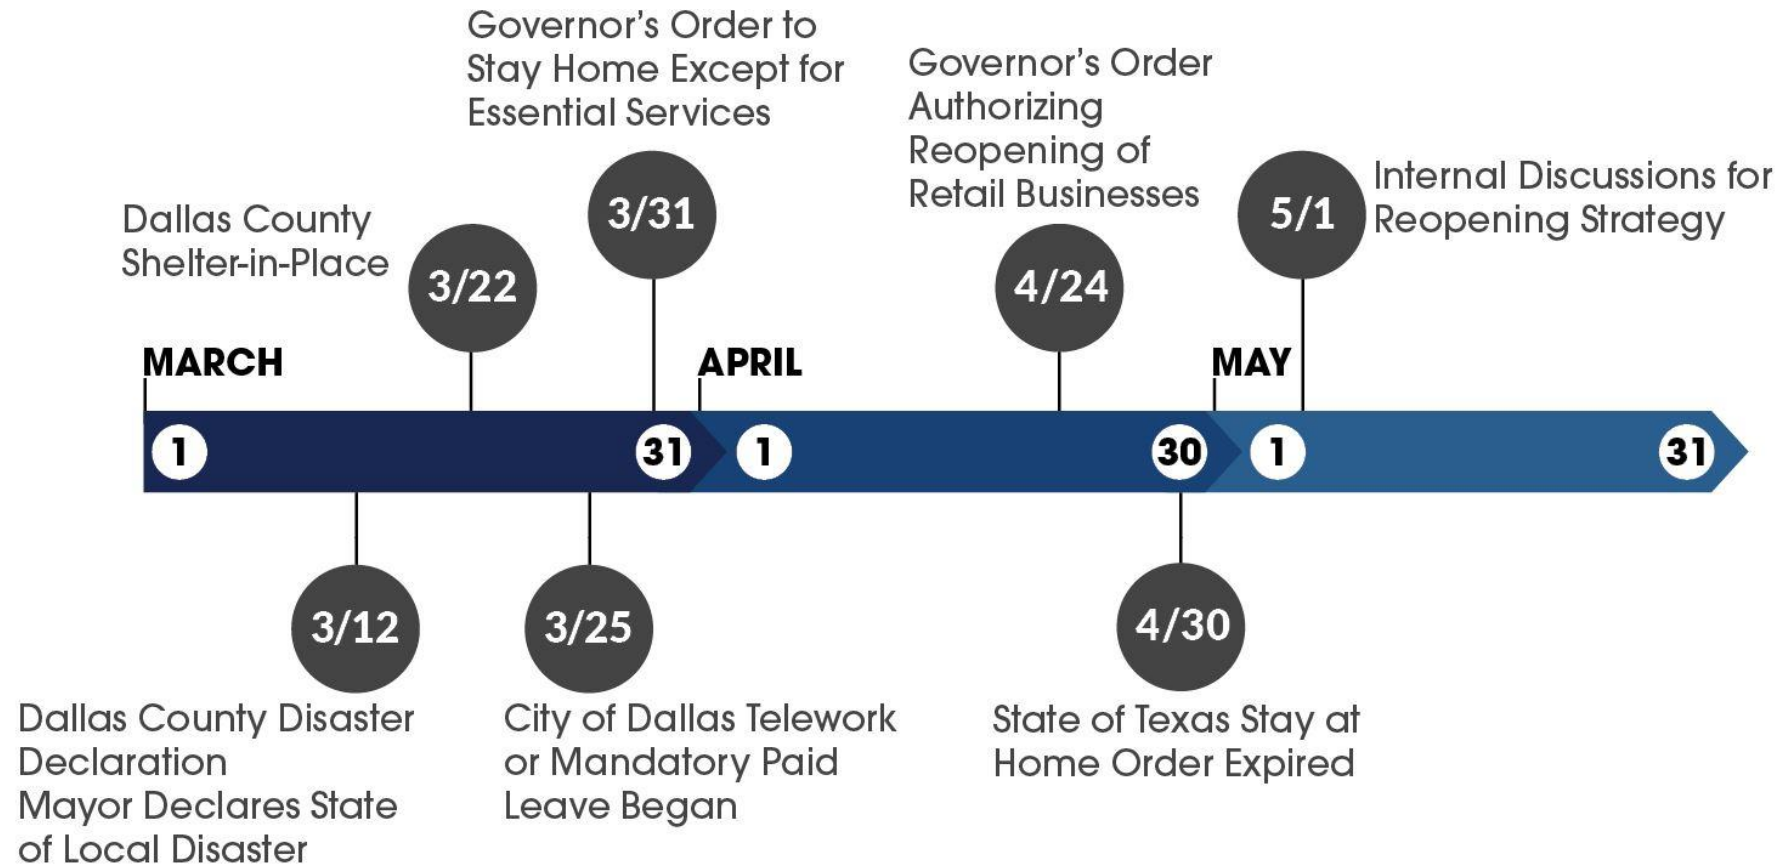 Governor's Order to
Stay Home Except for
Essential Services
Governor's Order
Authorizing
Reopening of
Retail Businesses
Dallas County
Shelter-in-Place
3/22
3/31
4/24
5/1
Internal Discussions for
Reopening Strategy
MARCH
APRIL
MAY
1
31
1
30
1
31
3/12
3/25
4/30
Dallas County Disaster
Declaration
Mayor Declares State
of Local Disaster
City of Dallas Telework
or Mandatory Paid
Leave Began
State of Texas Stay at
Home Order Expired